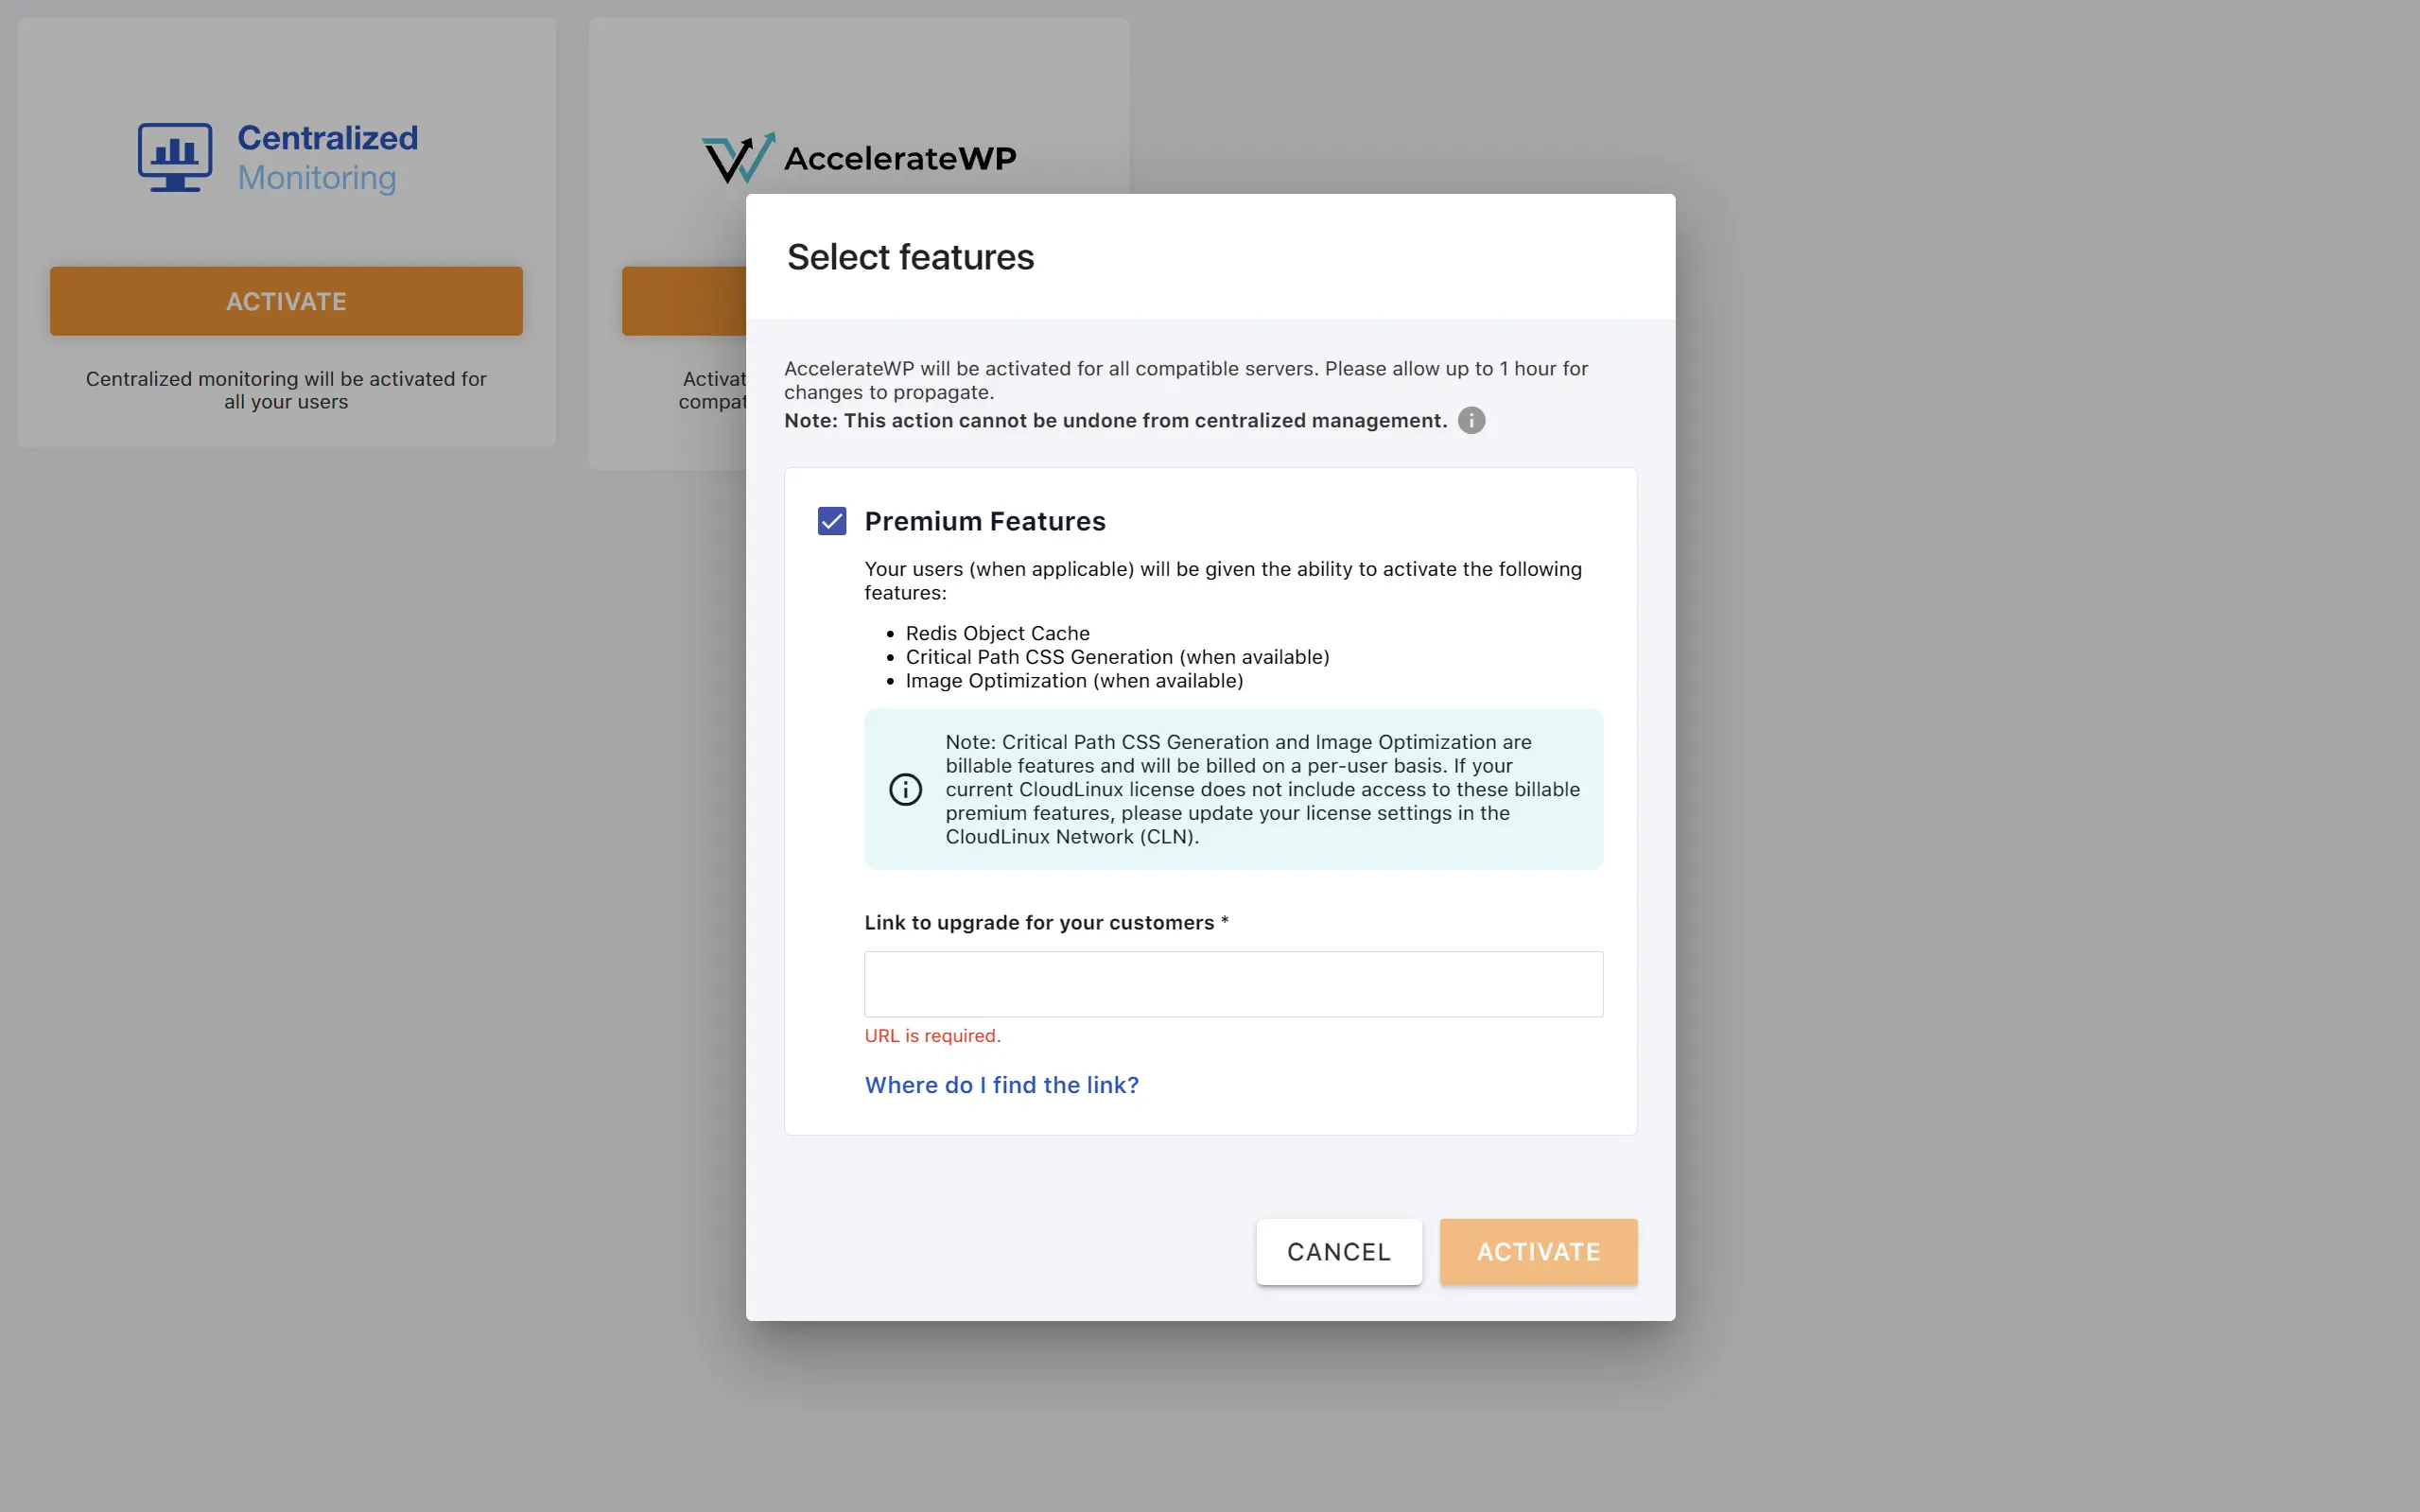 Centralized
Monitoring
ACTIVATE
Centralized monitoring will be activated for
all your users
AccelerateWP
Select features
AccelerateWP will be activated for all compatible servers. Please allow up to 1 hour for
changes to propagate.
Note: This action cannot be undone from centralized management.
Premium Features
Your users (when applicable) will be given the ability to activate the following
features:
• Redis Object Cache
• Critical Path CSS Generation (when available)
• Image Optimization (when available)
Note: Critical Path CSS Generation and Image Optimization are
billable features and will be billed on a per-user basis. If your
current CloudLinux license does not include access to these billable
premium features, please update your license settings in the
CloudLinux Network (CLN).
Link to upgrade for your customers *
URL is required.
Where do I find the link?
CANCEL
ACTIVATE